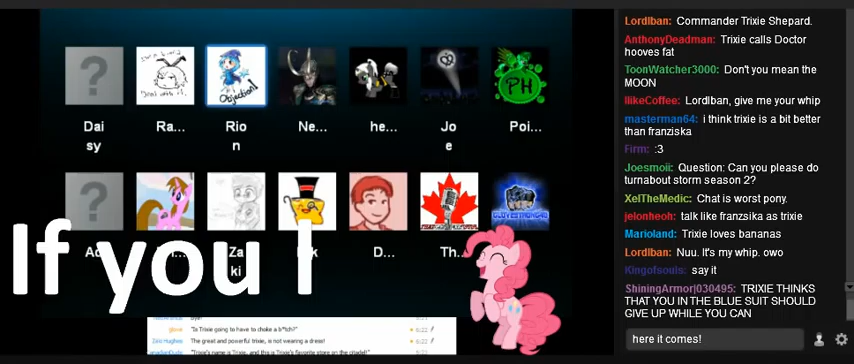 Objection!
PH
Dai
sy
Ra...
Rio
n
Ne...
he...
Jo
e
Poi...
Za
ki
D...
Th...
If you l
"Is Trixie going to have to choke a b*tch?"
The great and powerful trixie, is not wearing a dress!
"Trixie's name is Trixie, and this is Trixie's favorite store on the citadel!"
LordIban: Commander Trixie Shepard.
AnthonyDeadman: Trixie calls Doctor
hooves fat
ToonWatcher3000: Don't you mean the
MOON
IlikeCoffee: LordIban, give me your whip
masterman64: i think trixie is a bit better
than franziska
Firm: :3
Joesmoii: Question: Can you please do
turnabout storm season 2?
XelTheMedic: Chat is worst pony.
jelonheoh: talk like franzsika as trixie
Marioland: Trixie loves bananas
LordIban: Nuu. It's my whip. owo
Kingofsouls: say it
ShiningArmor|030495: TRIXIE THINKS
THAT YOU IN THE BLUE SUIT SHOULD
GIVE UP WHILE YOU CAN
here it comes!